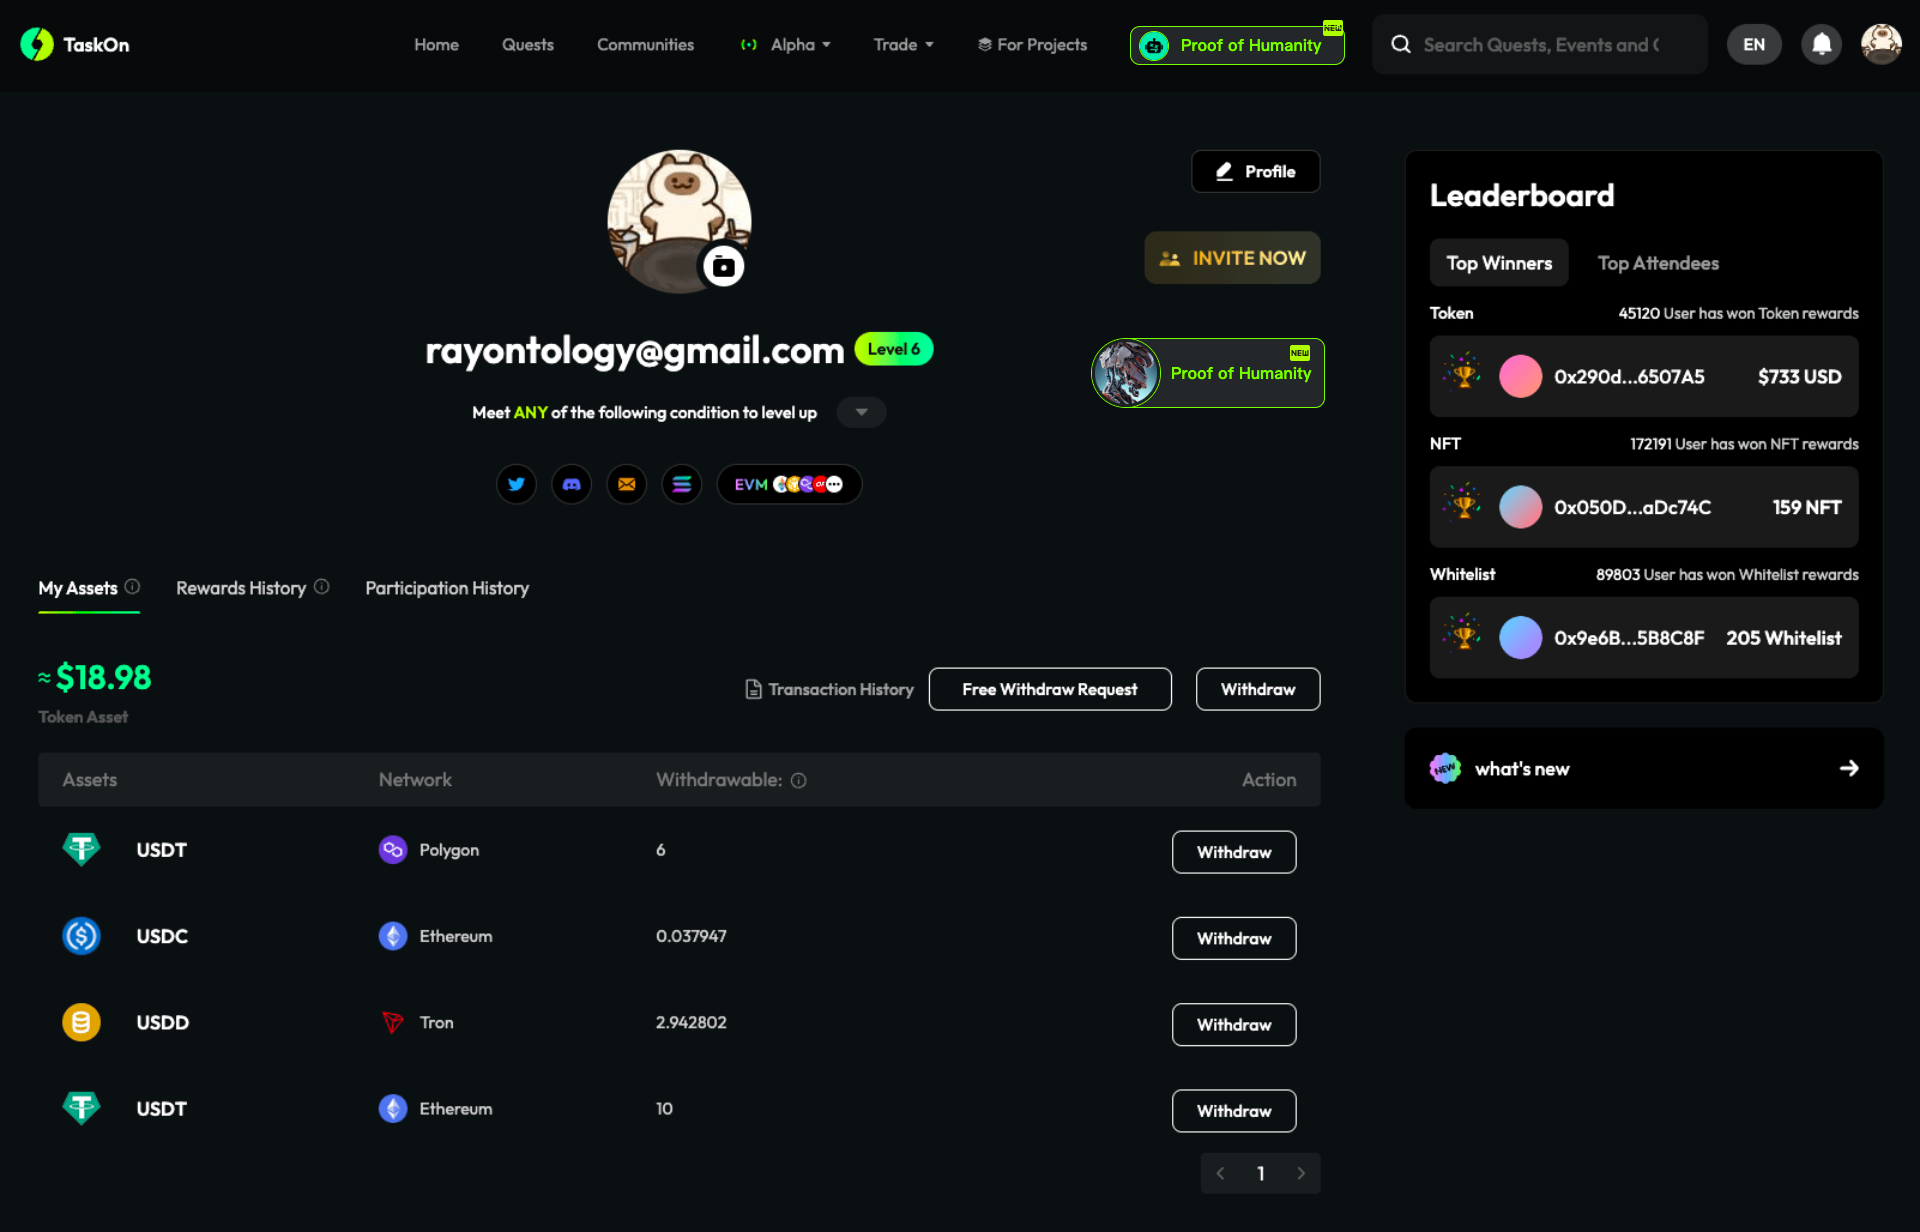 TaskOn
Home
Quests
Communities
Alpha
Trade
For Projects
Proof of Humanity
NEW
Search Quests, Events and C
EN
Profile
INVITE NOW
rayontology@gmail.com
Level 6
NEW
Proof of Humanity
Meet ANY of the following condition to level up
EVM
My Assets
Rewards History
Participation History
≈ $18.98
Token Asset
Transaction History
Free Withdraw Request
Withdraw
Assets
Network
Withdrawable:
Action
USDT
Polygon
6
Withdraw
USDC
Ethereum
0.037947
Withdraw
USDD
Tron
2.942802
Withdraw
USDT
Ethereum
10
Withdraw
1
Leaderboard
Top Winners
Top Attendees
Token
45120 User has won Token rewards
0x290d...6507A5
$733 USD
NFT
172191 User has won NFT rewards
0x050D...aDc74C
159 NFT
Whitelist
89803 User has won Whitelist rewards
0x9e6B...5B8C8F
205 Whitelist
NEW
what's new